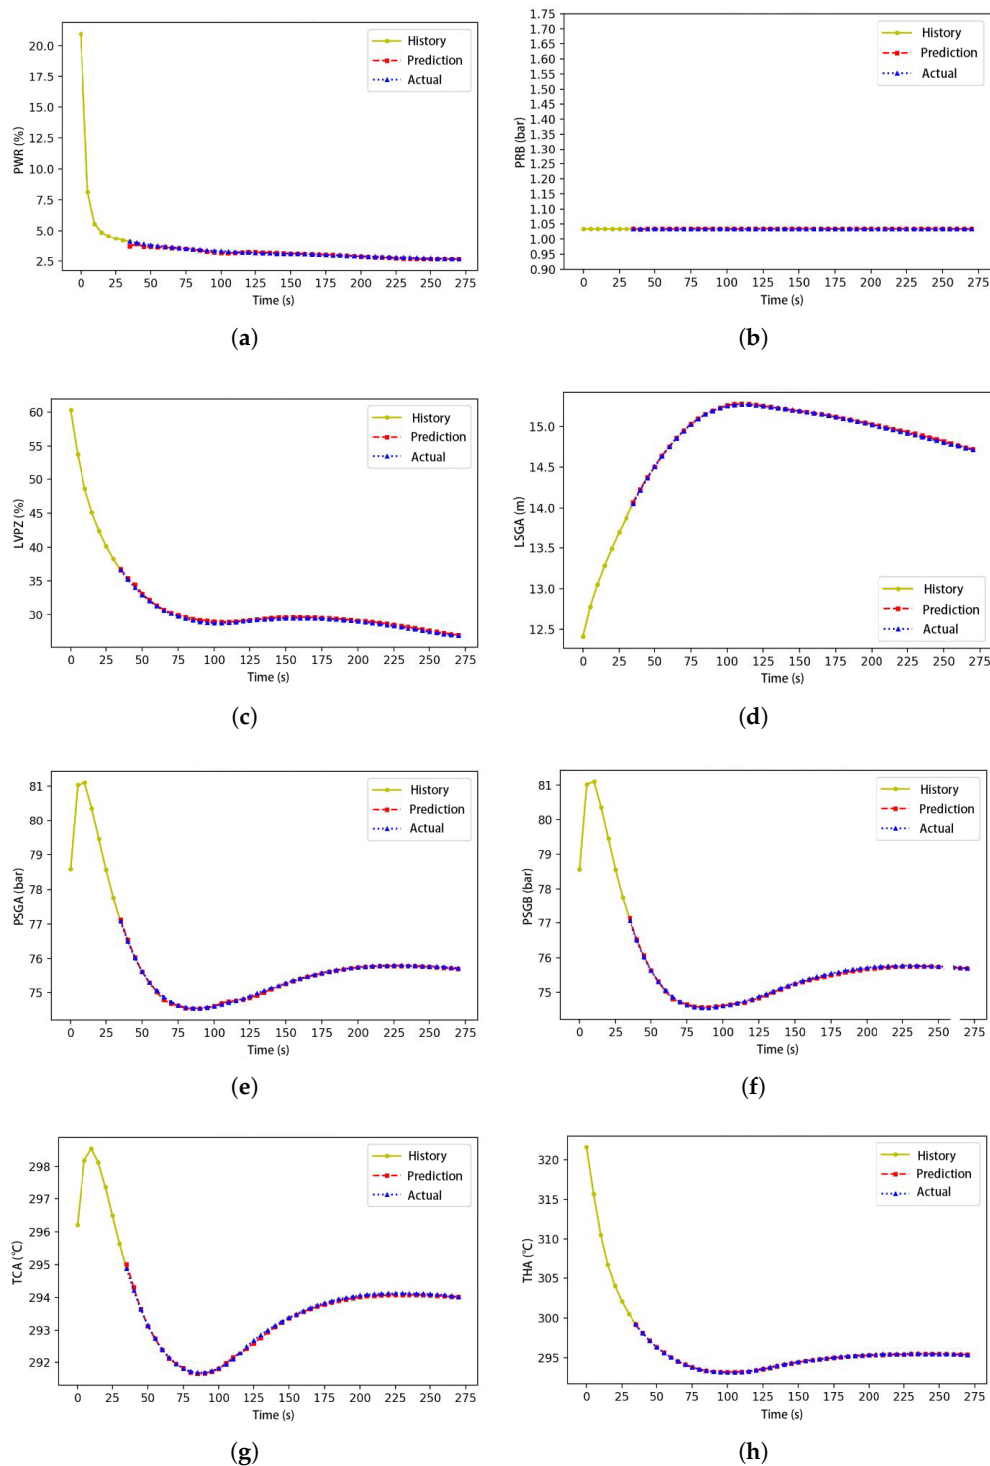 20.0
17.5
15.0
12.5
10.0
7.5
5.0
2.5
PWR (%)
History
Prediction
Actual
0 25 50 75 100 125 150 175 200 225 250 275
Time (s)
(a)
1.75
1.70
1.65
1.60
1.55
1.50
1.45
1.40
1.35
1.30
1.25
1.20
1.15
1.10
1.05
1.00
0.95
0.90
PRB (bar)
History
Prediction
Actual
0 25 50 75 100 125 150 175 200 225 250 275
Time (s)
(b)
60
55
50
45
40
35
30
LVPZ (%)
History
Prediction
Actual
0 25 50 75 100 125 150 175 200 225 250 275
Time (s)
(c)
15.0
14.5
14.0
13.5
13.0
12.5
LSGA (m)
History
Prediction
Actual
0 25 50 75 100 125 150 175 200 225 250 275
Time (s)
(d)
81
80
79
78
77
76
75
PSGA (bar)
History
Prediction
Actual
0 25 50 75 100 125 150 175 200 225 250 275
Time (s)
(e)
81
80
79
78
77
76
75
PSGB (bar)
History
Prediction
Actual
0 25 50 75 100 125 150 175 200 225 250 275
Time (s)
(f)
298
297
296
295
294
293
292
TCA (℃)
History
Prediction
Actual
0 25 50 75 100 125 150 175 200 225 250 275
Time (s)
(g)
320
315
310
305
300
295
THA (℃)
History
Prediction
Actual
0 25 50 75 100 125 150 175 200 225 250 275
Time (s)
(h)